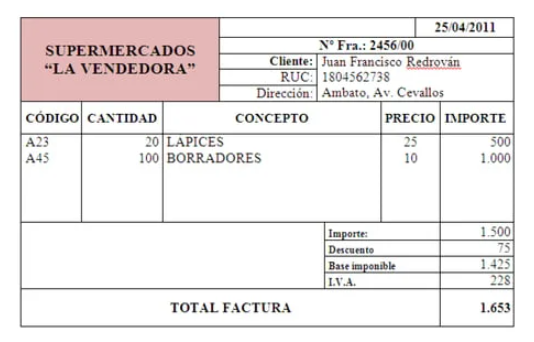 25/04/2011
SUPERMERCADOS
“LA VENDEDORA”
Nº Fra.: 2456/00
Cliente: Juan Francisco Redrován
RUC: 1804562738
Dirección: Ambato, Av. Cevallos
CÓDIGO CANTIDAD CONCEPTO PRECIO IMPORTE
A23 20 LAPICES 25 500
A45 100 BORRADORES 10 1.000
Importe: 1.500
Descuento 75
Base imponible 1.425
I.V.A. 228
TOTAL FACTURA 1.653